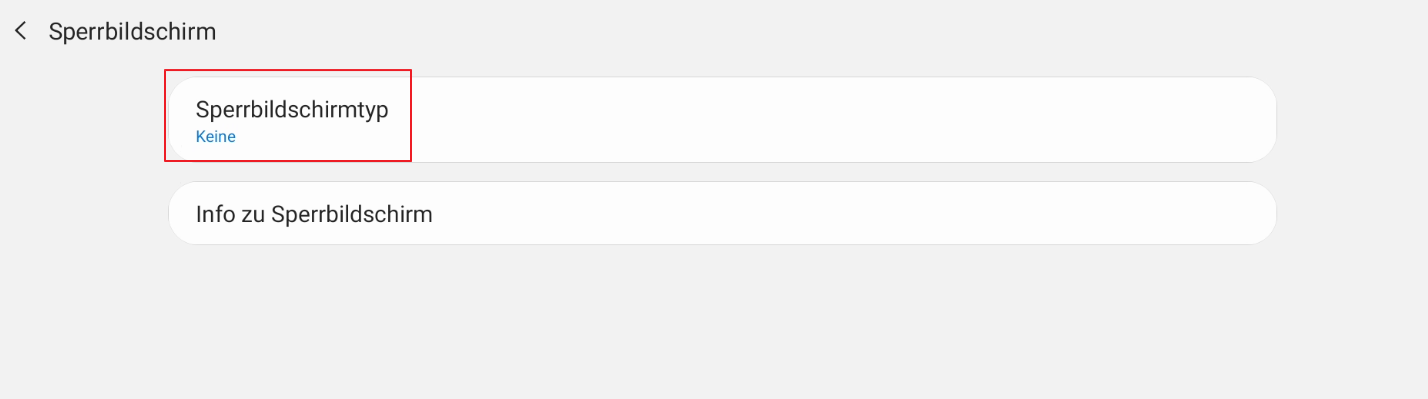 Sperrbildschirm
Sperrbildschirmtyp
Keine
Info zu Sperrbildschirm